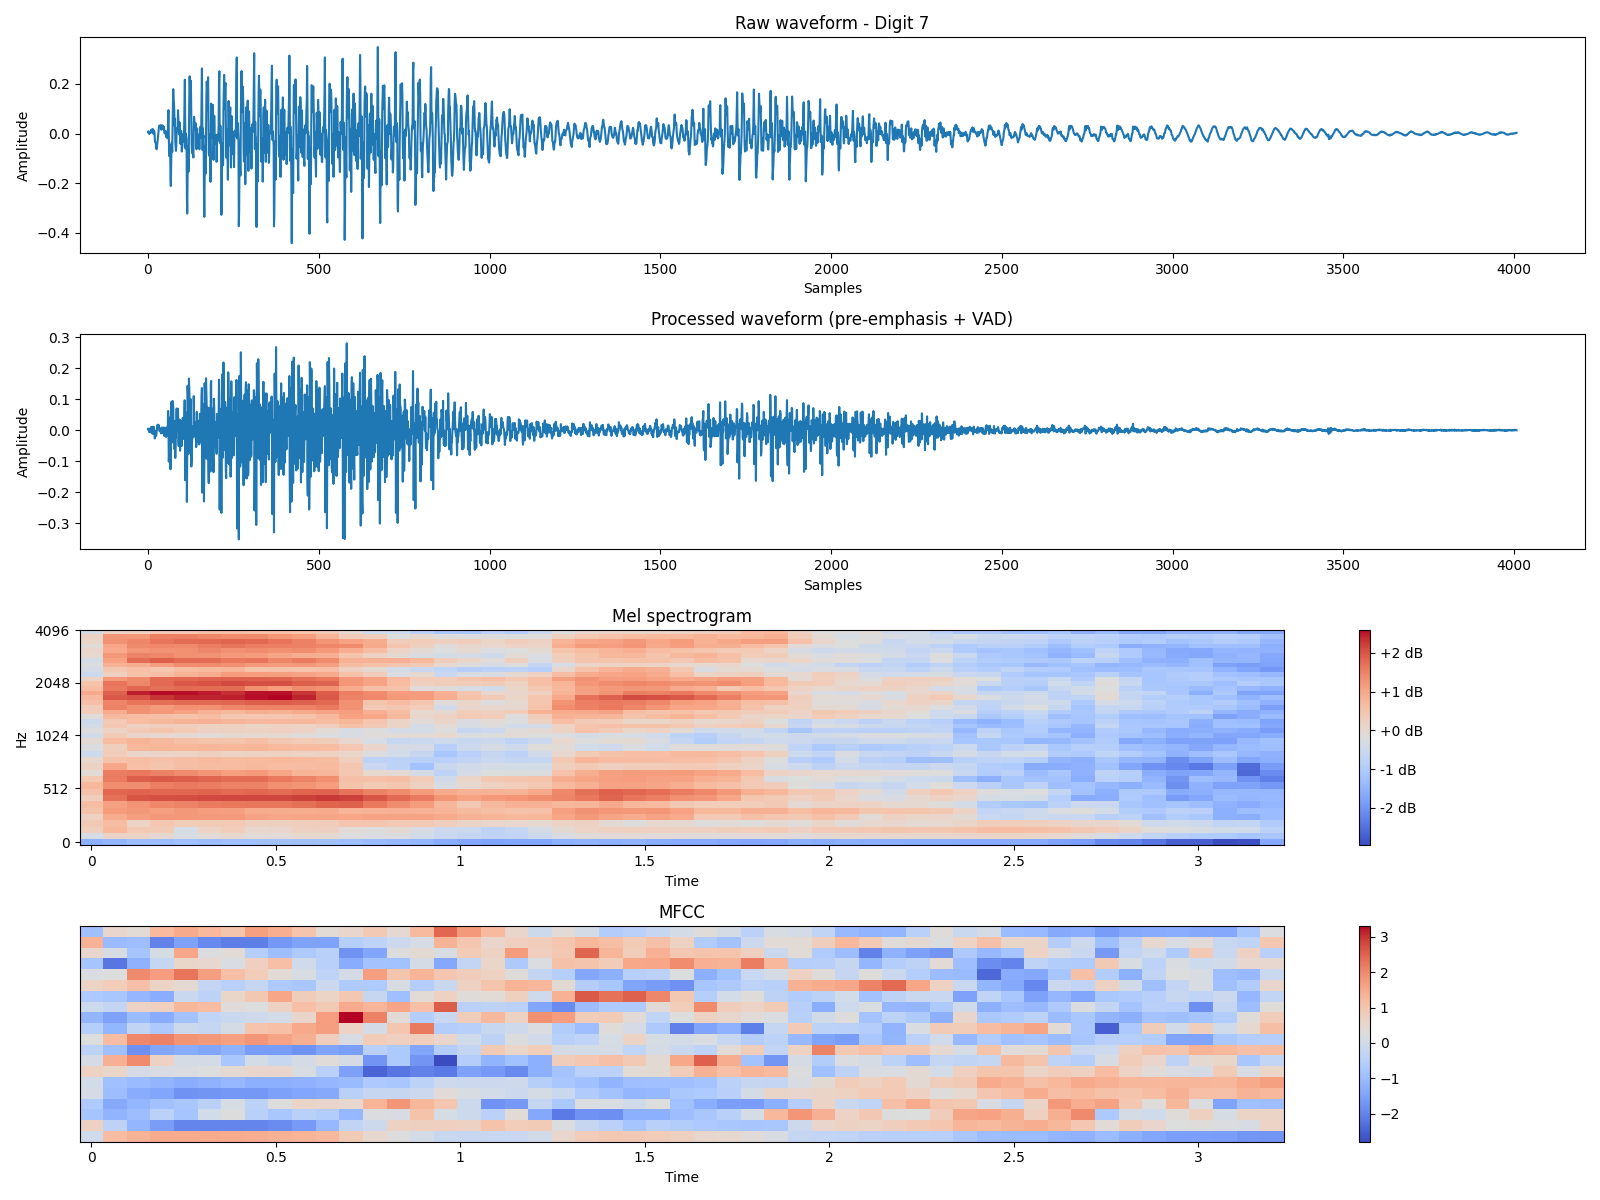 Raw waveform - Digit 7
Amplitude
0.2
0.0
−0.2
−0.4
0 500 1000 1500 2000 2500 3000 3500 4000
Samples
Processed waveform (pre-emphasis + VAD)
Amplitude
0.3
0.2
0.1
0.0
−0.1
−0.2
−0.3
0 500 1000 1500 2000 2500 3000 3500 4000
Samples
Mel spectrogram
Hz
4096
2048
1024
512
0
0 0.5 1 1.5 2 2.5 3
Time
+2 dB
+1 dB
+0 dB
-1 dB
-2 dB
MFCC
0 0.5 1 1.5 2 2.5 3
Time
3
2
1
0
−1
−2